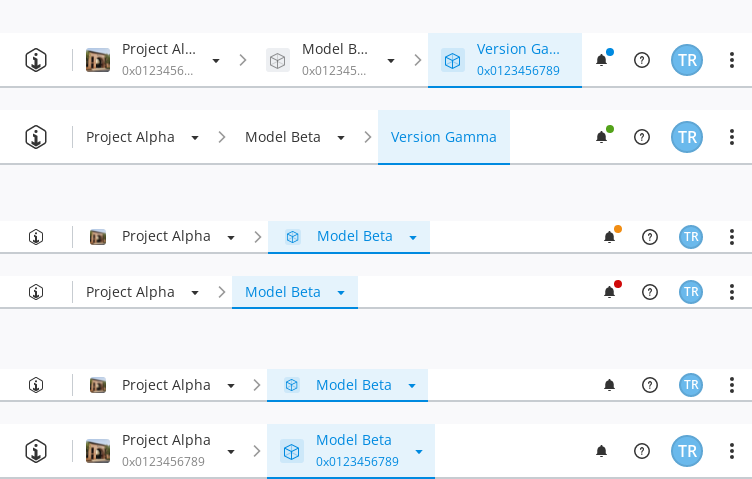 Project Al... Model B... Version Ga...
0x0123456... 0x012345... 0x0123456789
TR
Project Alpha Model Beta Version Gamma TR
Project Alpha Model Beta TR
Project Alpha Model Beta TR
Project Alpha Model Beta TR
Project Alpha Model Beta
0x0123456789 0x0123456789
TR